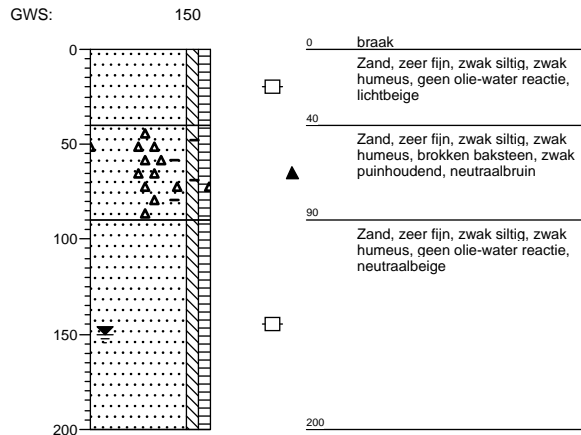 GWS: 150
0
50
100
150
200
0 braak
Zand, zeer fijn, zwak siltig, zwak
humeus, geen olie-water reactie,
lichtbeige
40
Zand, zeer fijn, zwak siltig, zwak
humeus, brokken baksteen, zwak
puinhoudend, neutraalbruin
90
Zand, zeer fijn, zwak siltig, zwak
humeus, geen olie-water reactie,
neutraalbeige
200